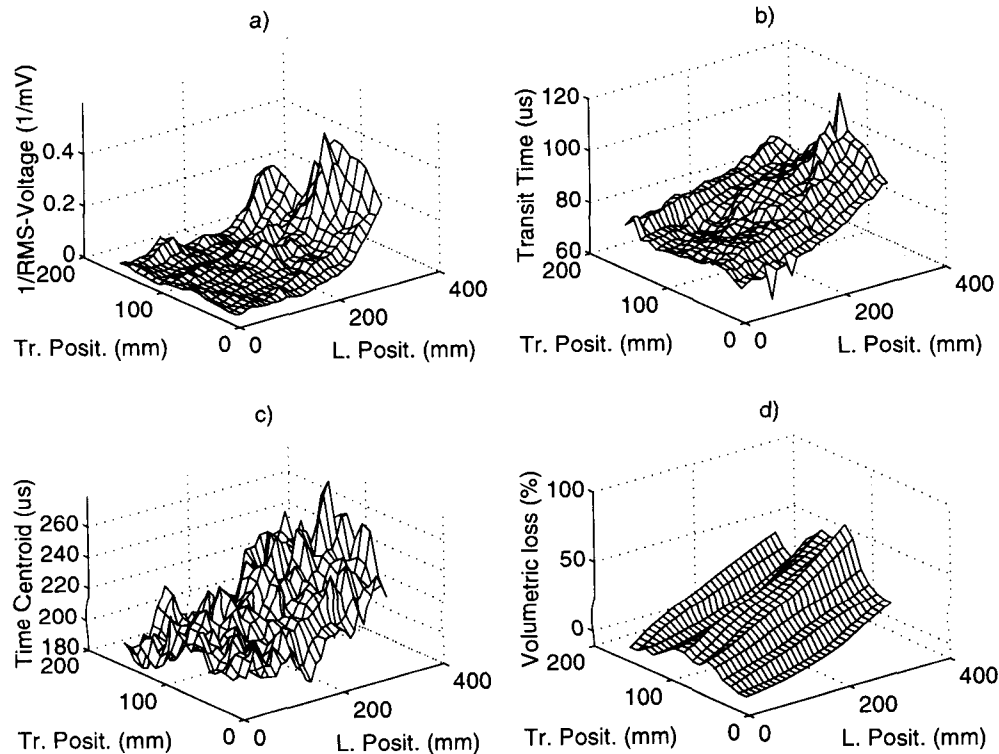 a)
1/RMS-Voltage (1/mV)
0.4
0.2
0
200
100
0 0
200
400
Tr. Posit. (mm)
L. Posit. (mm)
b)
Transit Time (us)
120
100
80
60
200
100
0 0
200
400
Tr. Posit. (mm)
L. Posit. (mm)
c)
Time Centroid (us)
260
240
220
200
180
200
100
0 0
200
400
Tr. Posit. (mm)
L. Posit. (mm)
d)
Volumetric loss (%)
100
50
0
200
100
0 0
200
400
Tr. Posit. (mm)
L. Posit. (mm)